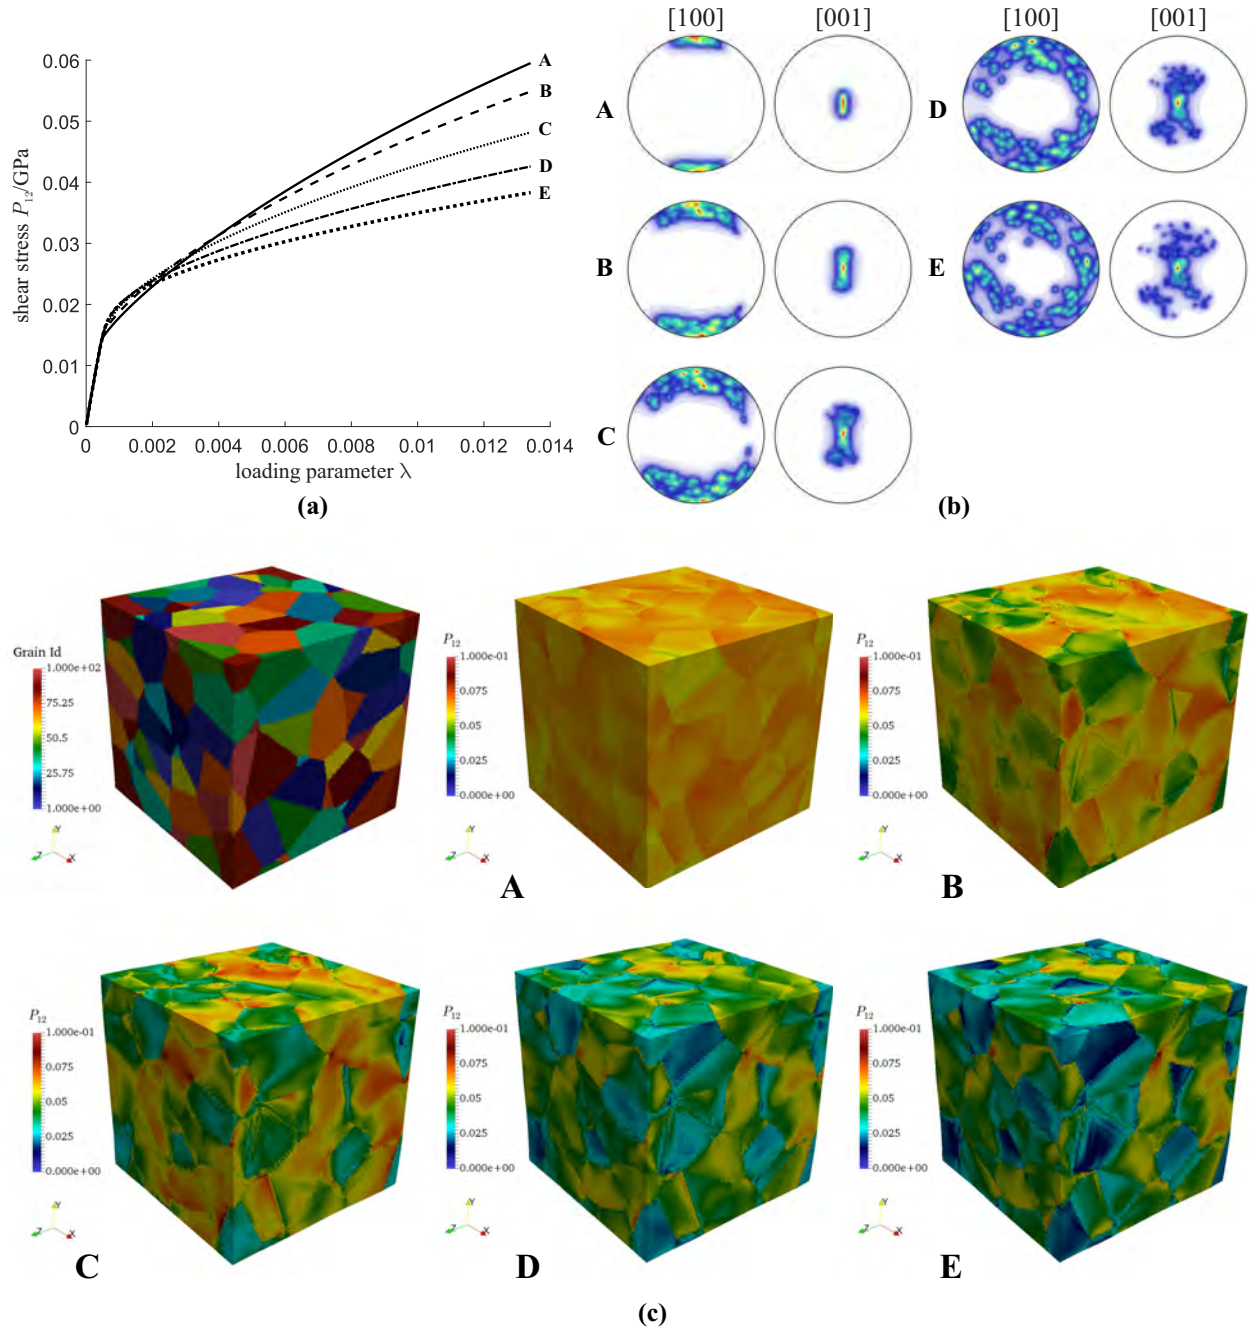 [100] [001] [100] [001]
0.06
0.05
0.04
0.03
0.02
0.01
0
shear stress P₁₂/GPa
A
B
C
D
E
0 0.002 0.004 0.006 0.008 0.01 0.012 0.014
loading parameter λ
(a)
A
B
C
D
E
(b)
Grain Id
1.000e+02
75.25
50.5
25.75
1.000e+00
Y
Z
X
P₁₂
1.000e-01
0.075
0.05
0.025
0.000e+00
Y
Z
X
A
P₁₂
1.000e-01
0.075
0.05
0.025
0.000e+00
Y
Z
X
B
P₁₂
1.000e-01
0.075
0.05
0.025
0.000e+00
Y
Z
X
C
P₁₂
1.000e-01
0.075
0.05
0.025
0.000e+00
Y
Z
X
D
P₁₂
1.000e-01
0.075
0.05
0.025
0.000e+00
Y
Z
X
E
(c)